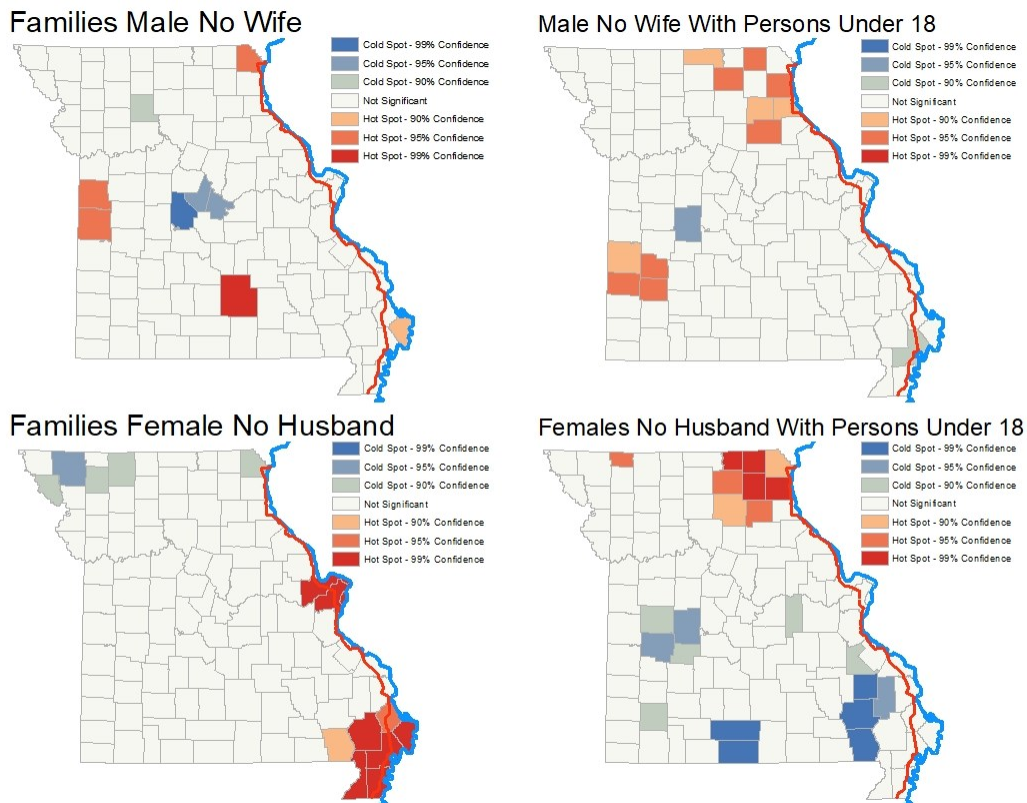 Families Male No Wife
Cold Spot - 99% Confidence
Cold Spot - 95% Confidence
Cold Spot - 90% Confidence
Not Significant
Hot Spot - 90% Confidence
Hot Spot - 95% Confidence
Hot Spot - 99% Confidence
Male No Wife With Persons Under 18
Cold Spot - 99% Confidence
Cold Spot - 95% Confidence
Cold Spot - 90% Confidence
Not Significant
Hot Spot - 90% Confidence
Hot Spot - 95% Confidence
Hot Spot - 99% Confidence
Families Female No Husband
Cold Spot - 99% Confidence
Cold Spot - 95% Confidence
Cold Spot - 90% Confidence
Not Significant
Hot Spot - 90% Confidence
Hot Spot - 95% Confidence
Hot Spot - 99% Confidence
Females No Husband With Persons Under 18
Cold Spot - 99% Confidence
Cold Spot - 95% Confidence
Cold Spot - 90% Confidence
Not Significant
Hot Spot - 90% Confidence
Hot Spot - 95% Confidence
Hot Spot - 99% Confidence